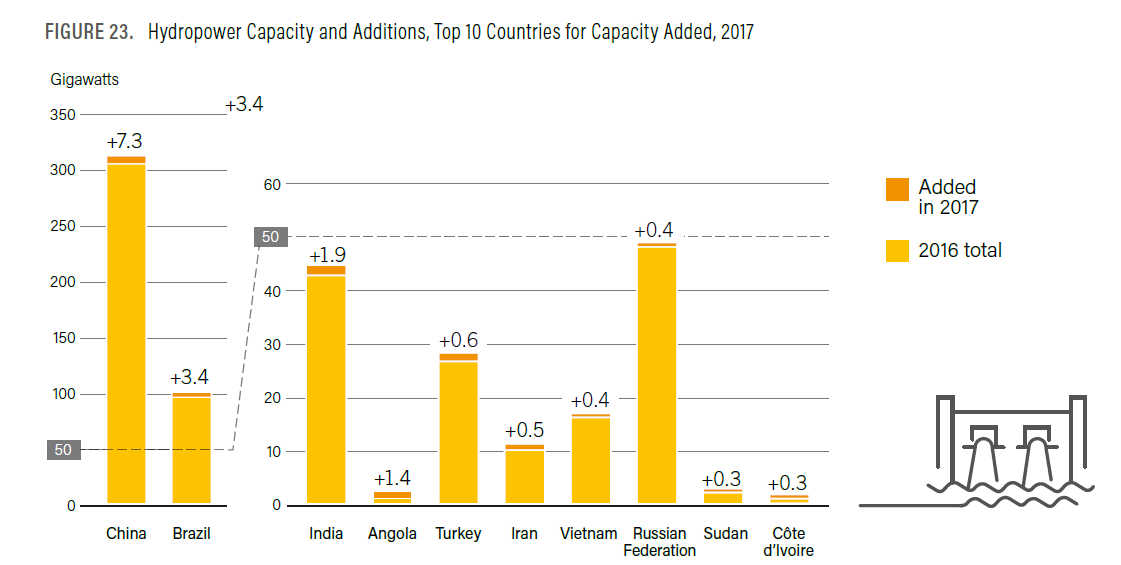 FIGURE 23. Hydropower Capacity and Additions, Top 10 Countries for Capacity Added, 2017
Gigawatts
350
300
250
200
150
100
50
0
+3.4
+7.3
+3.4
60
50
40
30
20
10
0
+1.9
+1.4
+0.6
+0.5
+0.4
+0.4
+0.3
+0.3
China
Brazil
India
Angola
Turkey
Iran
Vietnam
Russian
Federation
Sudan
Côte
d'Ivoire
Added
in 2017
2016 total